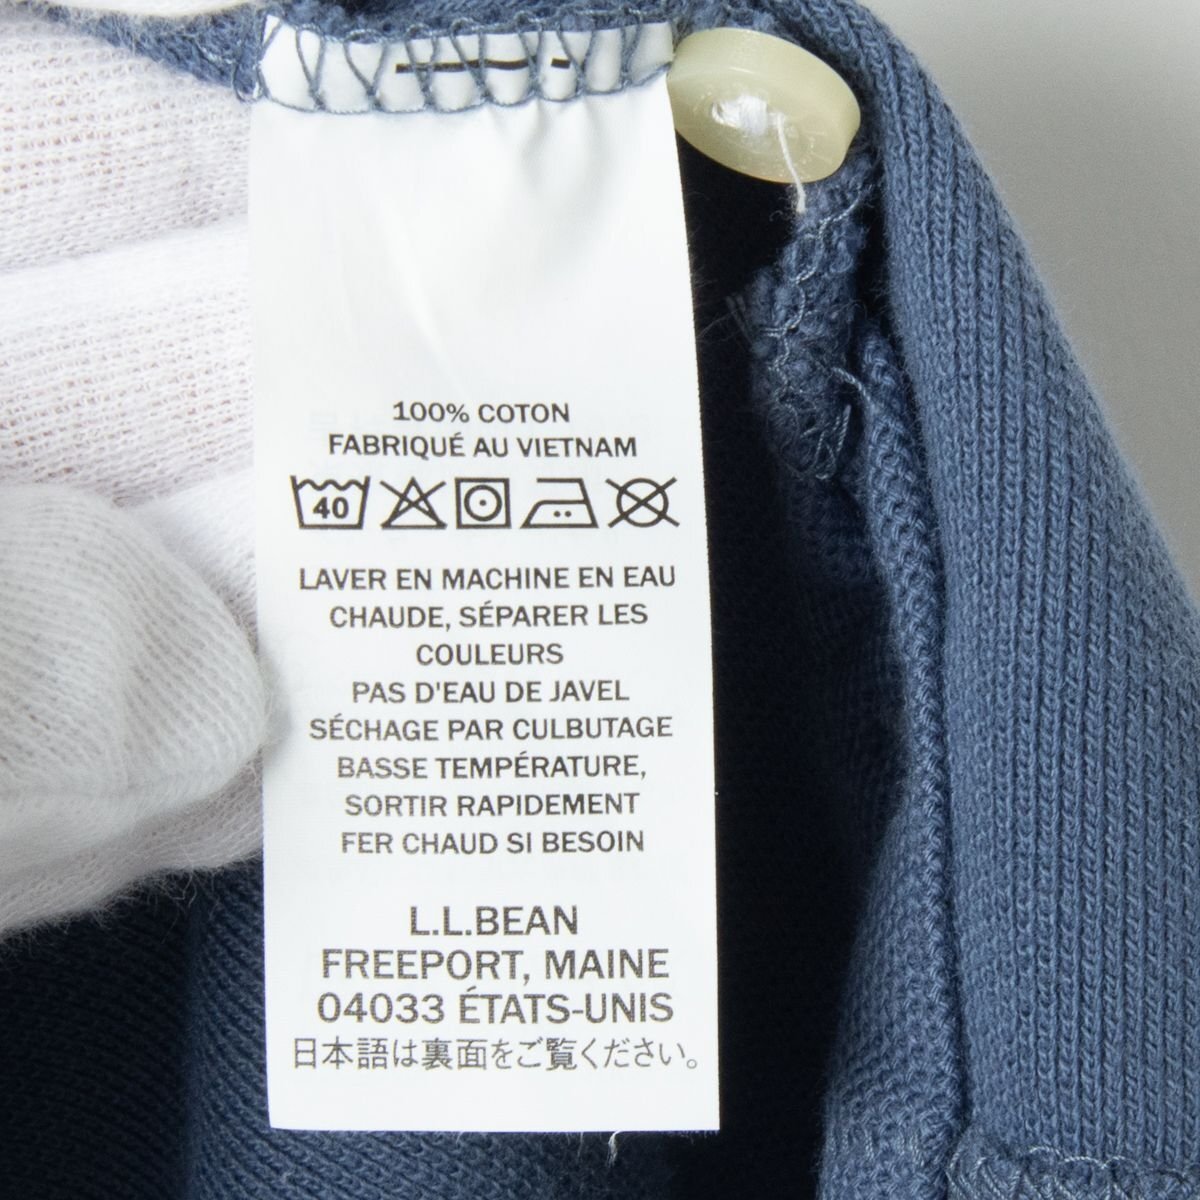 100% COTON
FABRIQUÉ AU VIETNAM
40
LAVER EN MACHINE EN EAU
CHAUDE, SÉPARER LES
COULEURS
PAS D'EAU DE JAVEL
SÉCHAGE PAR CULBUTAGE
BASSE TEMPÉRATURE,
SORTIR RAPIDEMENT
FER CHAUD SI BESOIN
L.L.BEAN
FREEPORT, MAINE
04033 ÉTATS-UNIS
日本語は裏面をご覧ください。